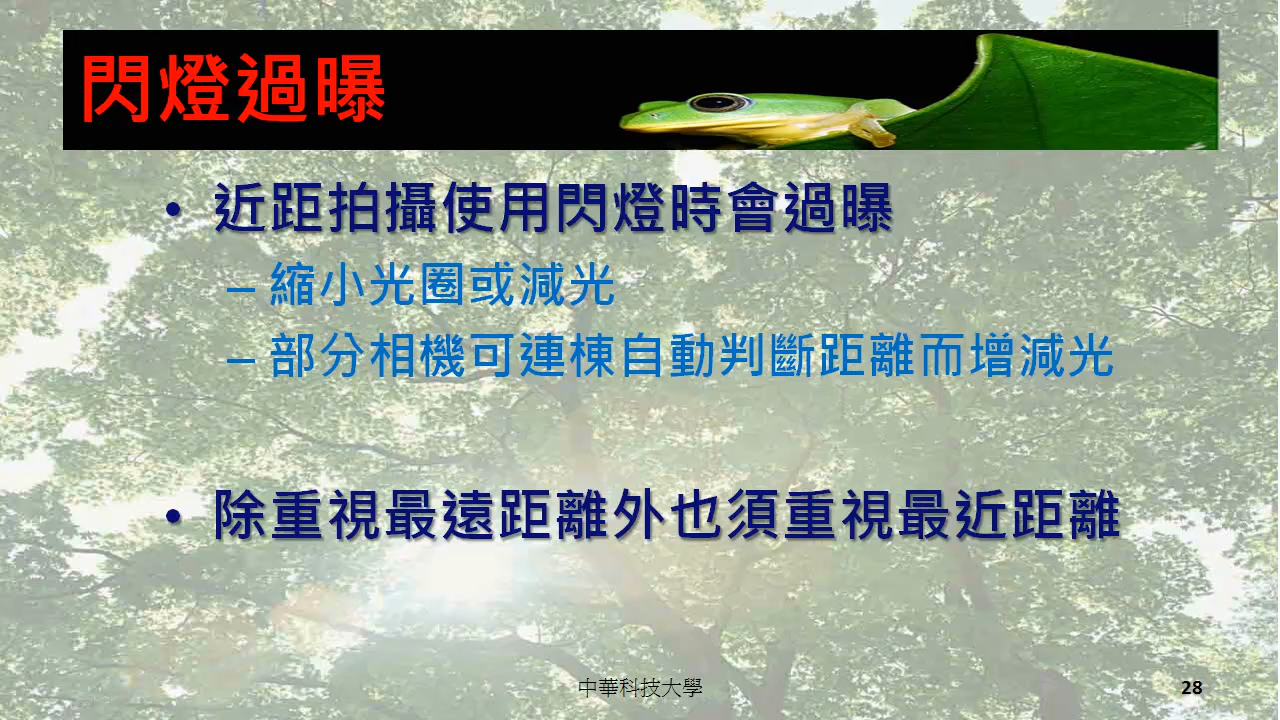 閃燈過曝
• 近距拍攝使用閃燈時會過曝
– 縮小光圈或減光
– 部分相機可連棟自動判斷距離而增減光
• 除重視最遠距離外也須重視最近距離
中華科技大學
28